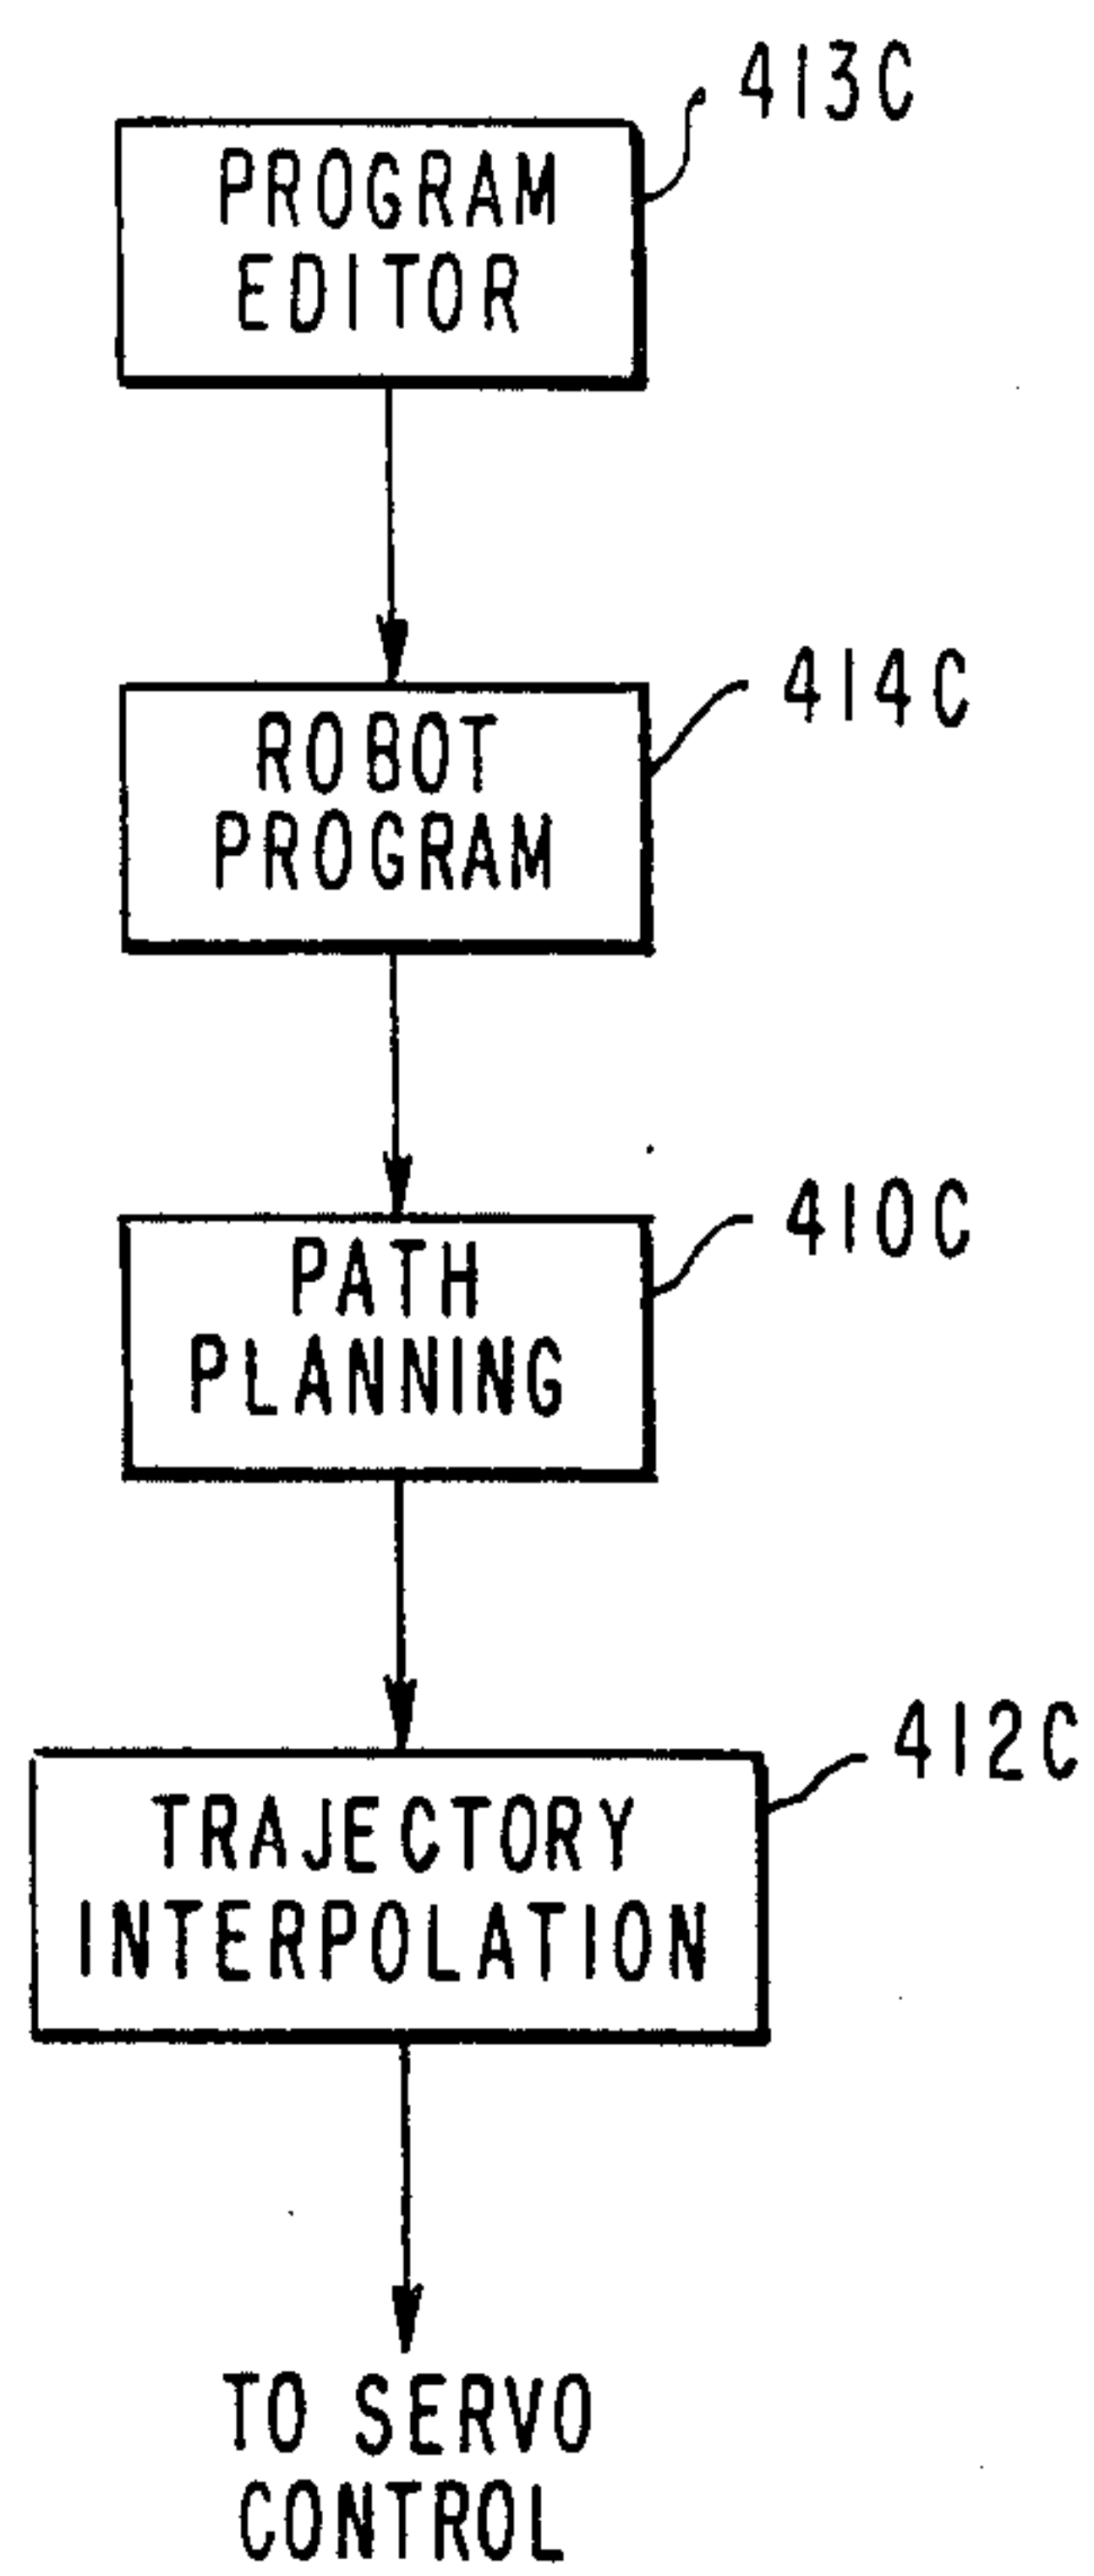 413C
PROGRAM
EDITOR
414C
ROBOT
PROGRAM
410C
PATH
PLANNING
412C
TRAJECTORY
INTERPOLATION
TO SERVO
CONTROL